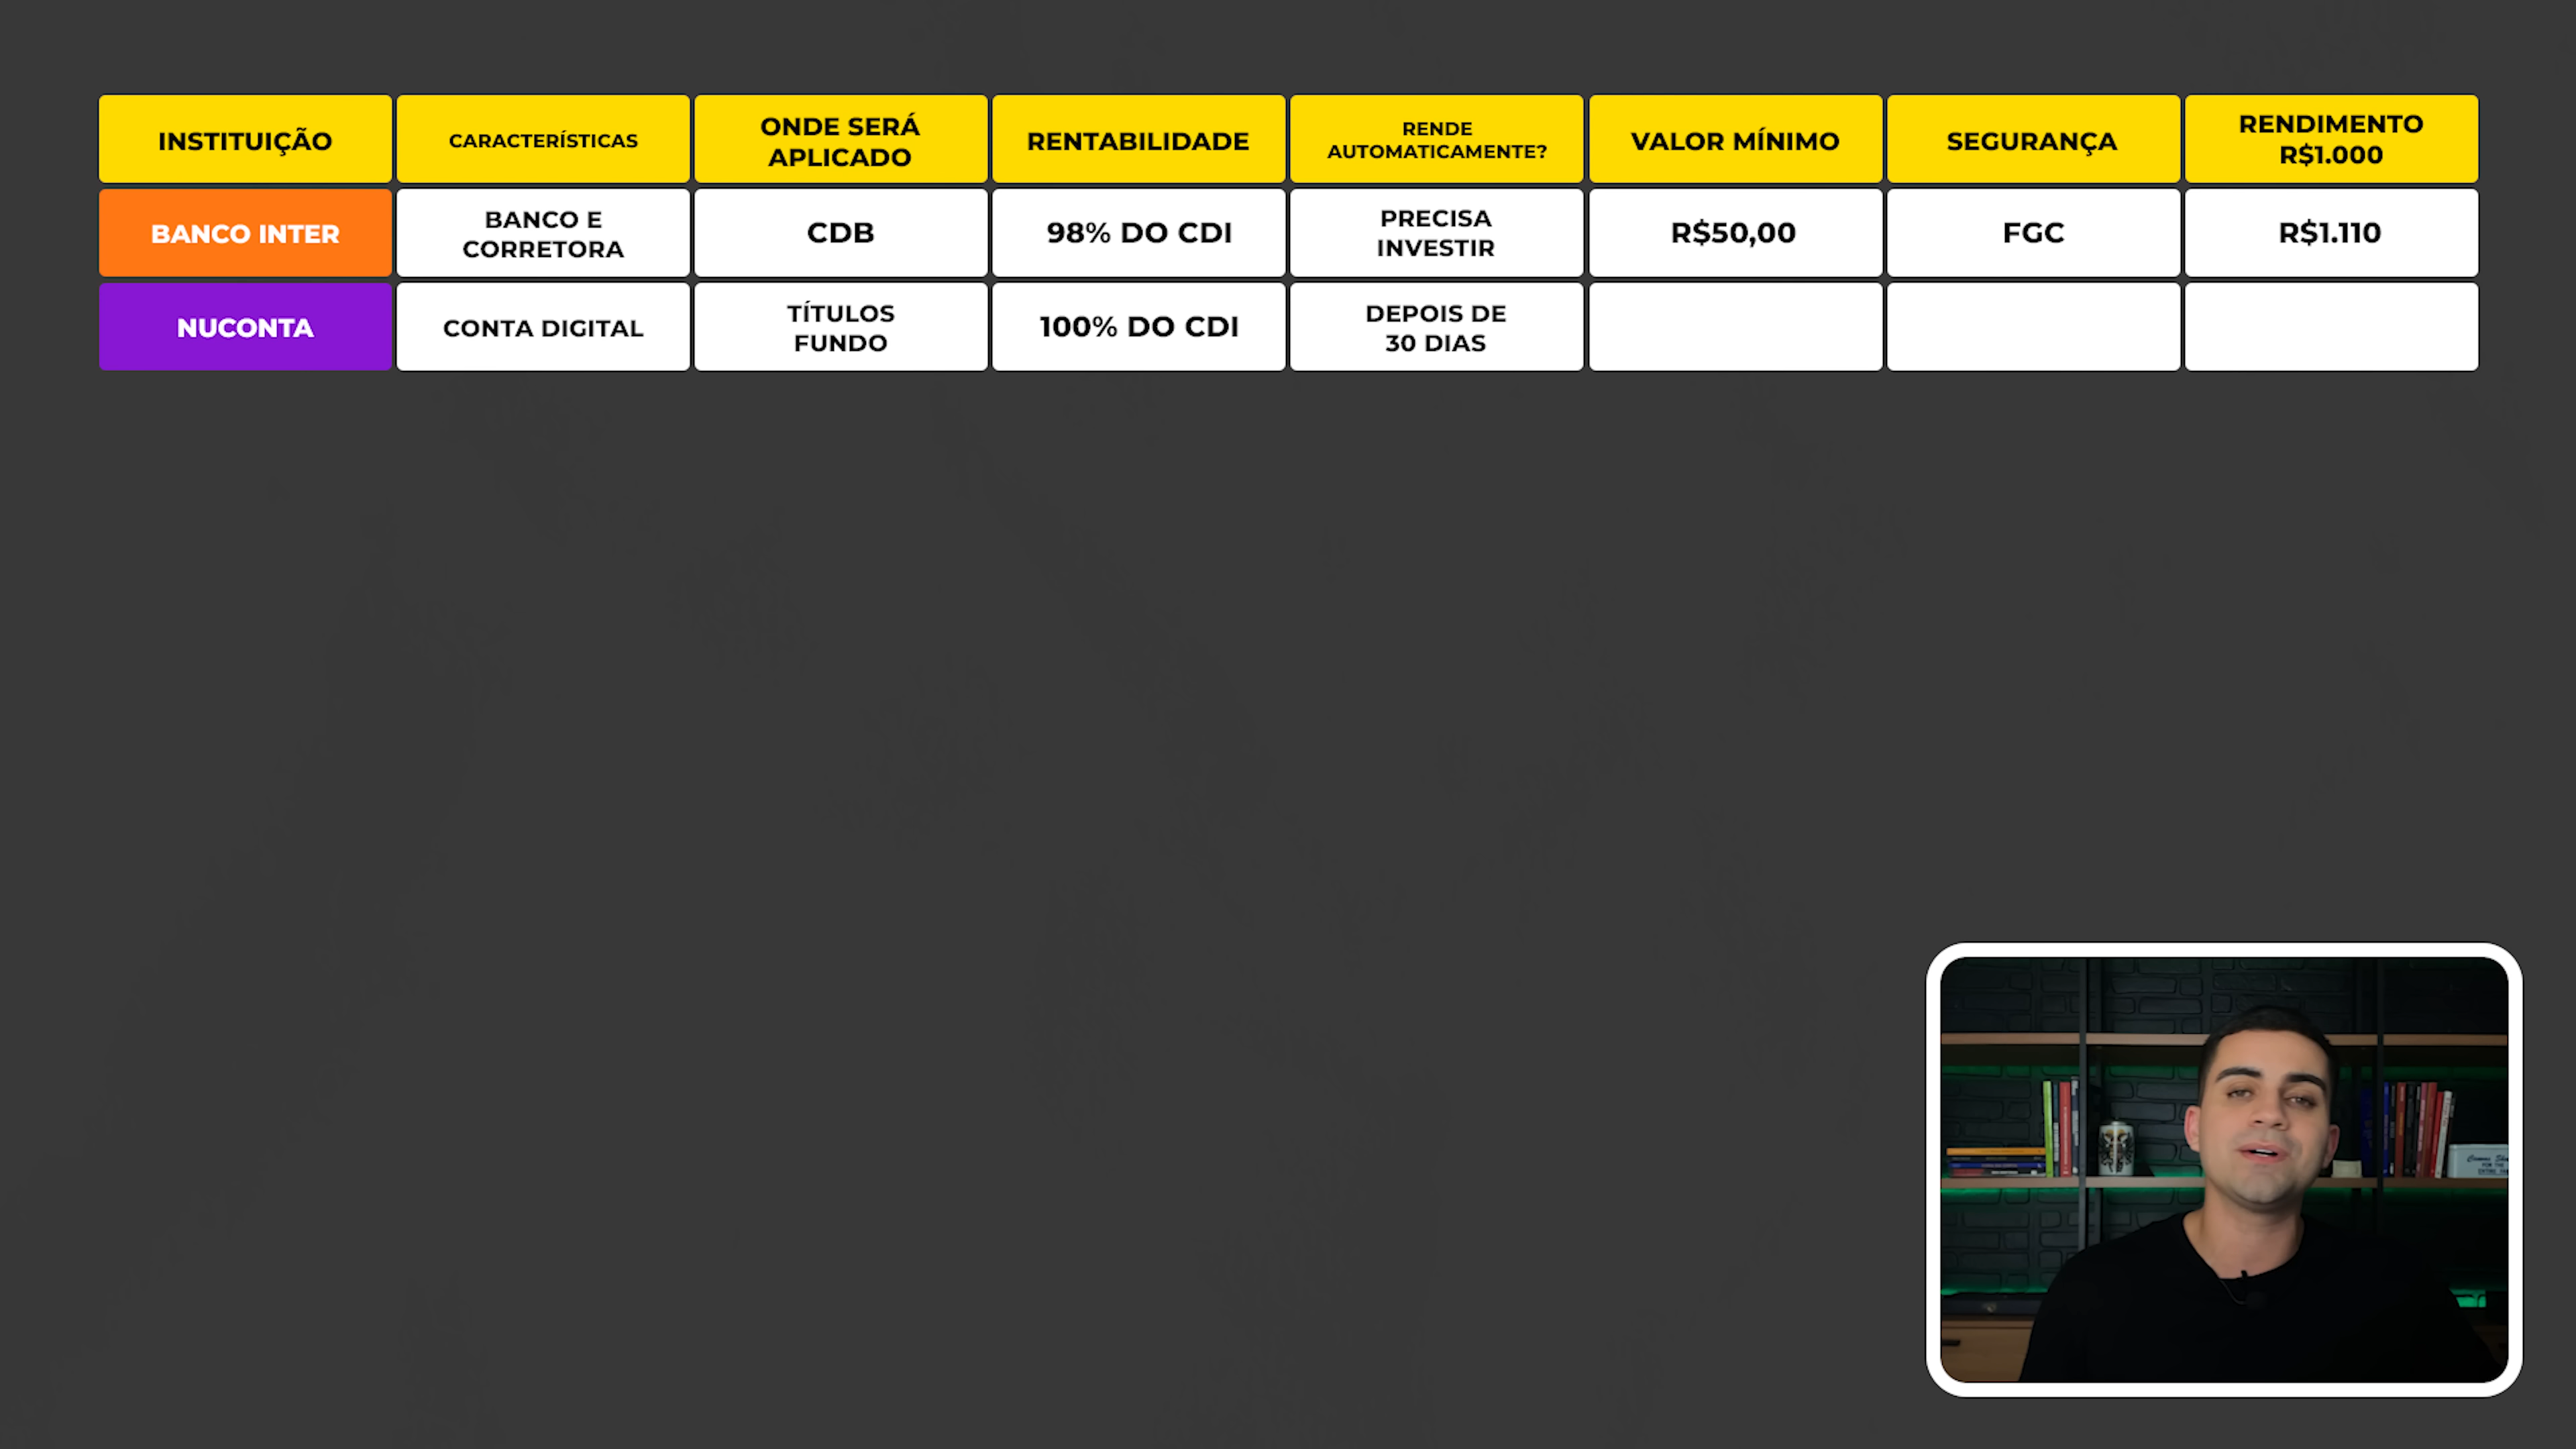 INSTITUIÇÃO
CARACTERÍSTICAS
ONDE SERÁ
APLICADO
RENTABILIDADE
RENDE
AUTOMATICAMENTE?
VALOR MÍNIMO
SEGURANÇA
RENDIMENTO
R$1.000
BANCO INTER
BANCO E
CORRETORA
CDB
98% DO CDI
PRECISA
INVESTIR
R$50,00
FGC
R$1.110
NUCONTA
CONTA DIGITAL
TÍTULOS
FUNDO
100% DO CDI
DEPOIS DE
30 DIAS